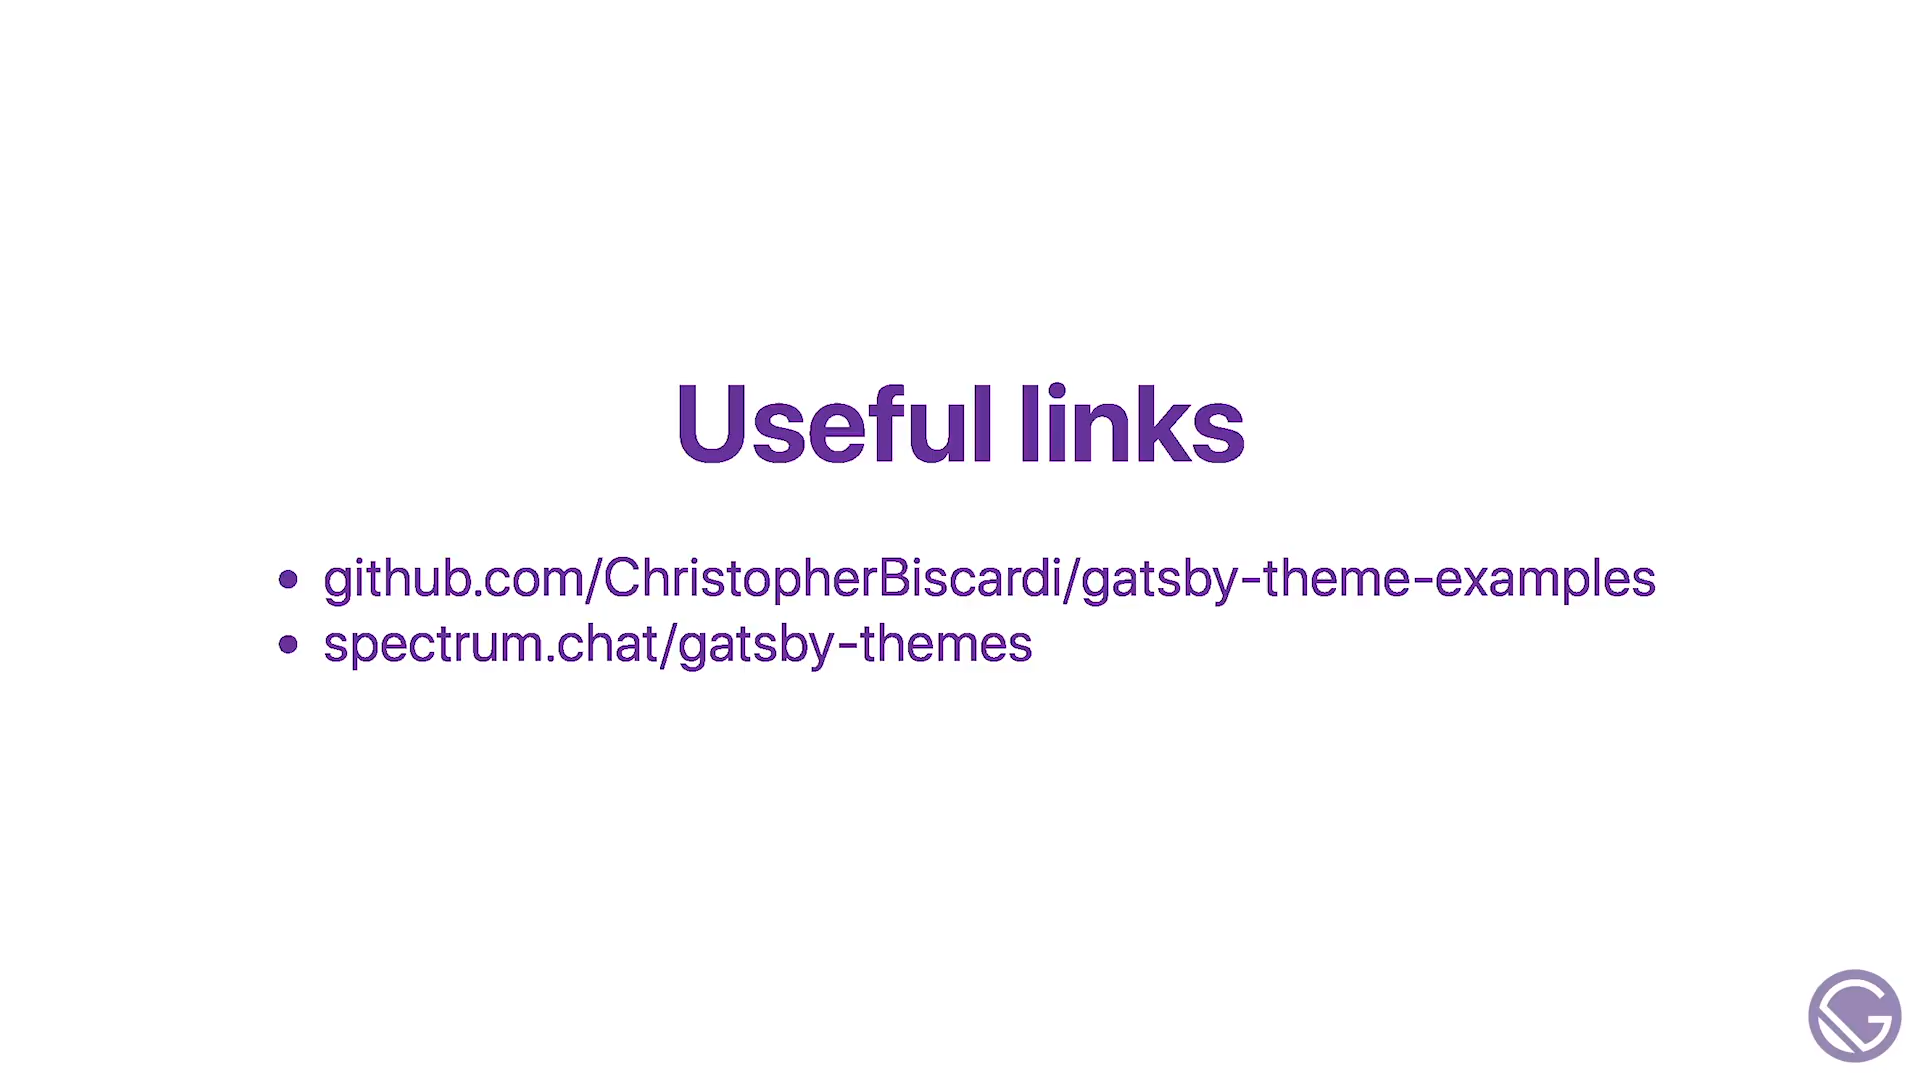 Useful links
• github.com/ChristopherBiscardi/gatsby-theme-examples
• spectrum.chat/gatsby-themes